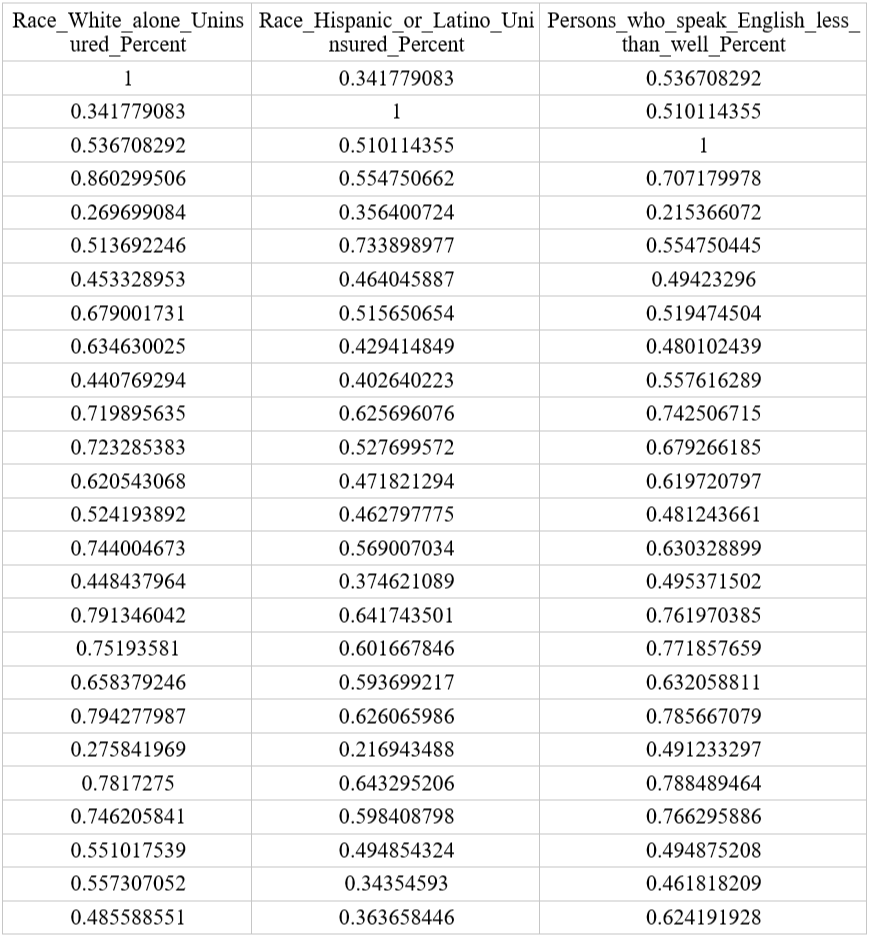 Race_White_alone_Unins Race_Hispanic_or_Latino_Uni Persons_who_speak_English_less_
ured_Percent nsured_Percent than_well_Percent
1 0.341779083 0.536708292
0.341779083 1 0.510114355
0.536708292 0.510114355 1
0.860299506 0.554750662 0.707179978
0.269699084 0.356400724 0.215366072
0.513692246 0.733898977 0.554750445
0.453328953 0.464045887 0.49423296
0.679001731 0.515650654 0.519474504
0.634630025 0.429414849 0.480102439
0.440769294 0.402640223 0.557616289
0.719895635 0.625696076 0.742506715
0.723285383 0.527699572 0.679266185
0.620543068 0.471821294 0.619720797
0.524193892 0.462797775 0.481243661
0.744004673 0.569007034 0.630328899
0.448437964 0.374621089 0.495371502
0.791346042 0.641743501 0.761970385
0.75193581 0.601667846 0.771857659
0.658379246 0.593699217 0.632058811
0.794277987 0.626065986 0.785667079
0.275841969 0.216943488 0.491233297
0.7817275 0.643295206 0.788489464
0.746205841 0.598408798 0.766295886
0.551017539 0.494854324 0.494875208
0.557307052 0.34354593 0.461818209
0.485588551 0.363658446 0.624191928